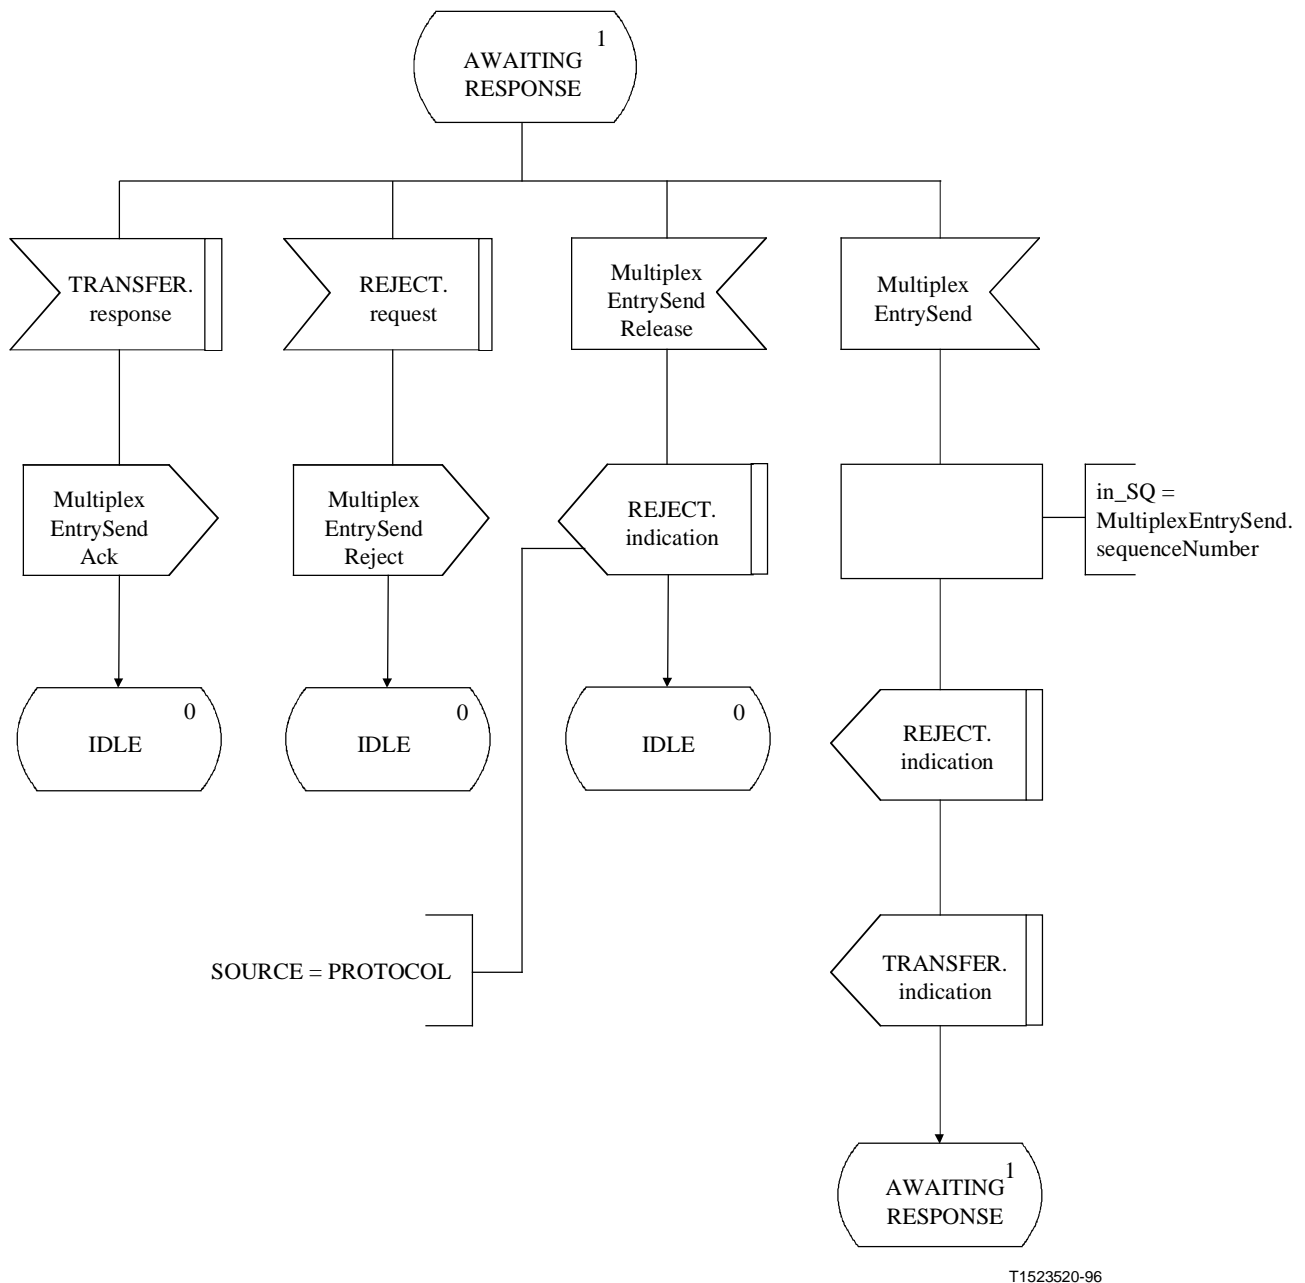 1
AWAITING
RESPONSE
TRANSFER.
response
REJECT.
request
Multiplex
EntrySend
Release
Multiplex
EntrySend
Multiplex
EntrySend
Ack
Multiplex
EntrySend
Reject
REJECT.
indication
in_SQ =
MultiplexEntrySend.
sequenceNumber
0
IDLE
0
IDLE
0
IDLE
REJECT.
indication
SOURCE = PROTOCOL
TRANSFER.
indication
1
AWAITING
RESPONSE
T1523520-96